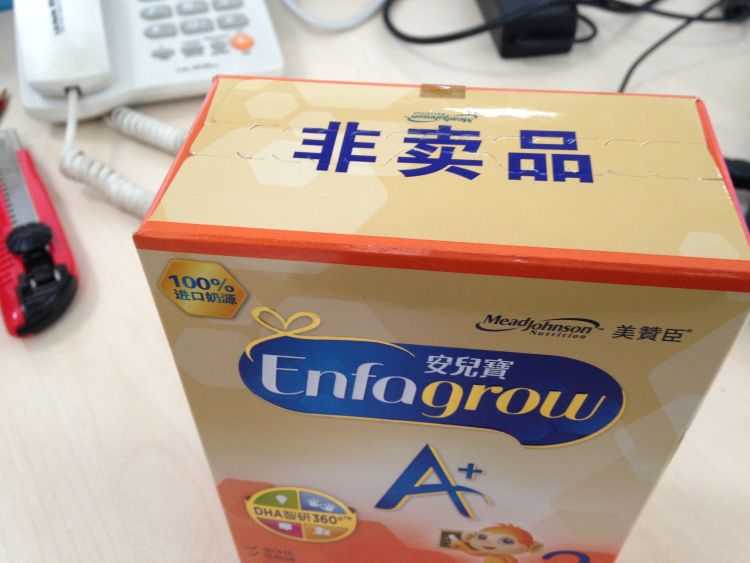 MeadJohnson
非卖品
100%
进口奶源
MeadJohnson
Nutrition
美贊臣®
安兒寶
Enfagrow
A+
DHA智研360°™